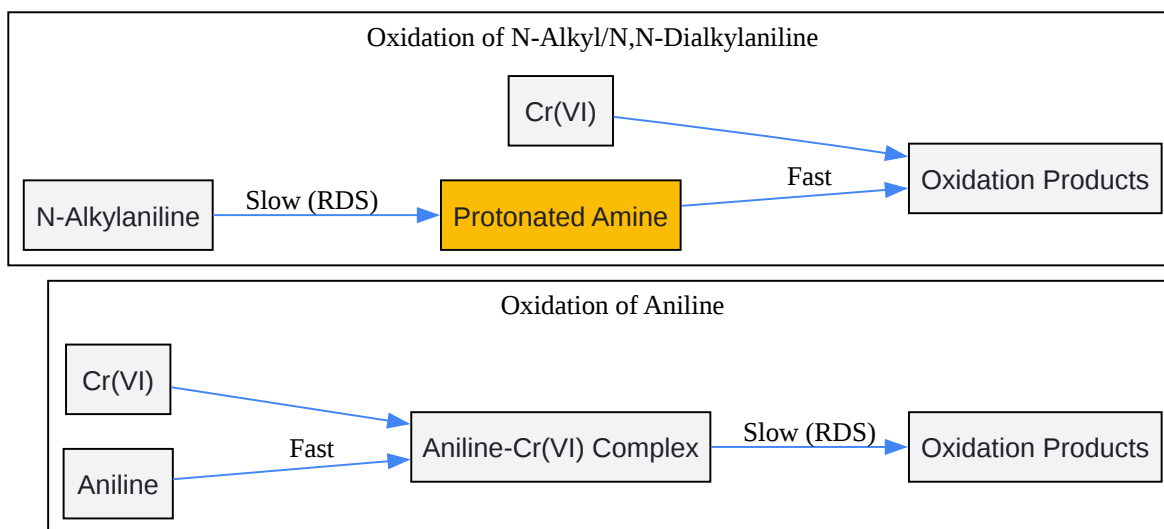 Oxidation of N-Alkyl/N,N-Dialkylaniline
Cr(VI)
N-Alkylaniline
Slow (RDS)
Protonated Amine
Fast
Oxidation Products
Oxidation of Aniline
Cr(VI)
Aniline
Fast
Aniline-Cr(VI) Complex
Slow (RDS)
Oxidation Products